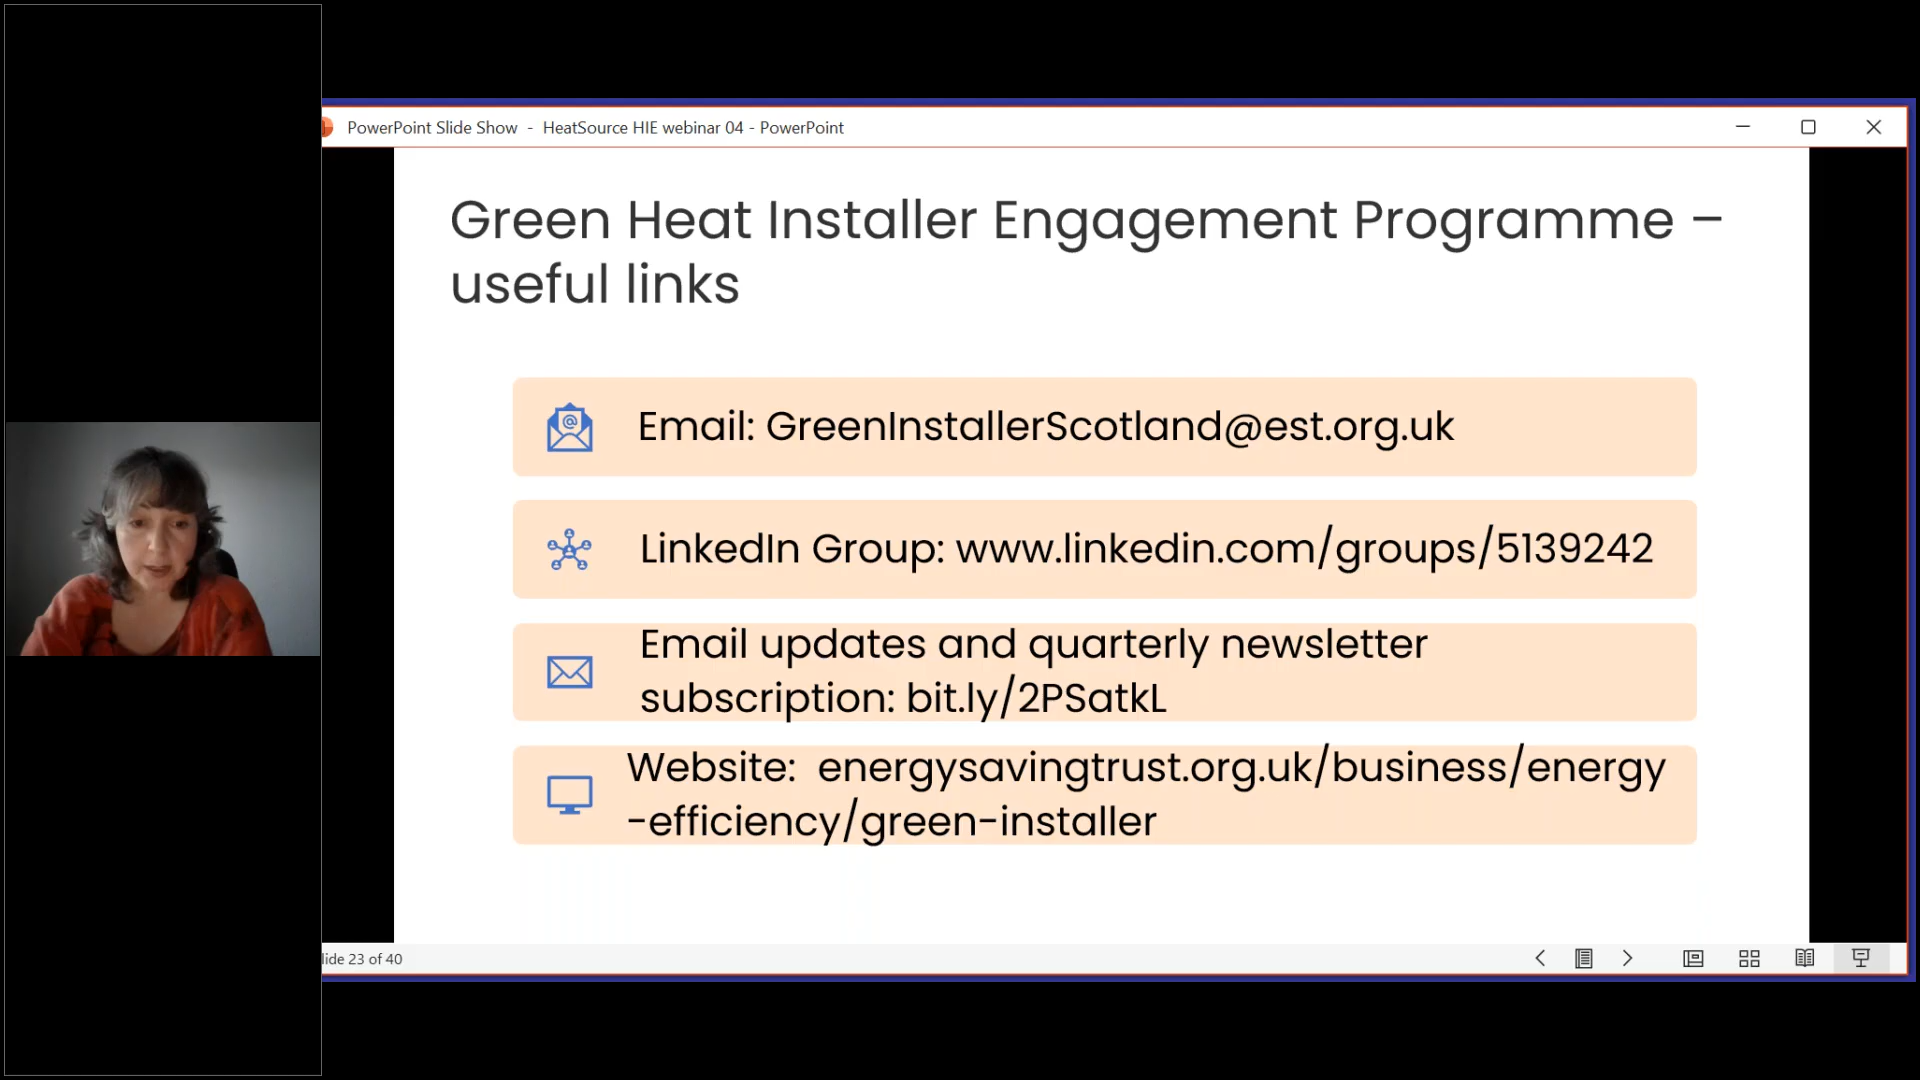 PowerPoint Slide Show - HeatSource HIE webinar 04 - PowerPoint
Green Heat Installer Engagement Programme –
useful links
Email: GreenInstallerScotland@est.org.uk
LinkedIn Group: www.linkedin.com/groups/5139242
Email updates and quarterly newsletter
subscription: bit.ly/2PSatkL
Website: energysavingtrust.org.uk/business/energy
-efficiency/green-installer
lide 23 of 40